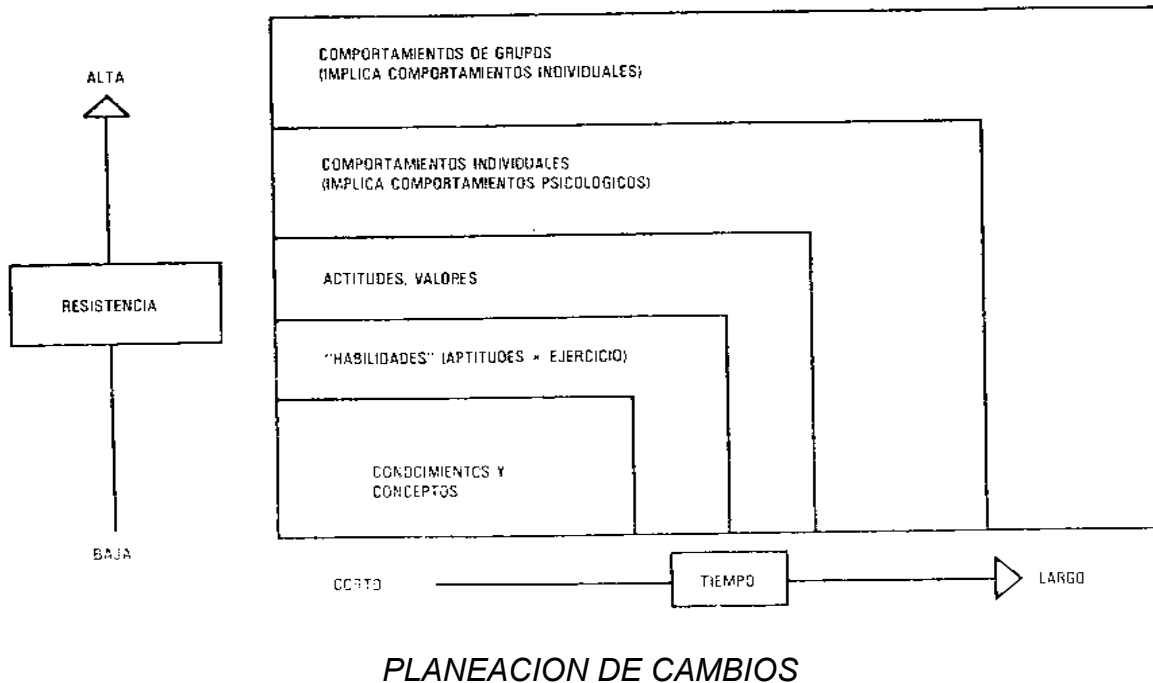 COMPORTAMIENTOS DE GRUPOS
(IMPLICA COMPORTAMIENTOS INDIVIDUALES)
ALTA
COMPORTAMIENTOS INDIVIDUALES
(IMPLICA COMPORTAMIENTOS PSICOLOGICOS)
ACTITUDES, VALORES
RESISTENCIA
"HABILIDADES" (APTITUDES × EJERCICIO)
CONOCIMIENTOS Y
CONCEPTOS
BAJA
CORTO
TIEMPO
LARGO
PLANEACION DE CAMBIOS